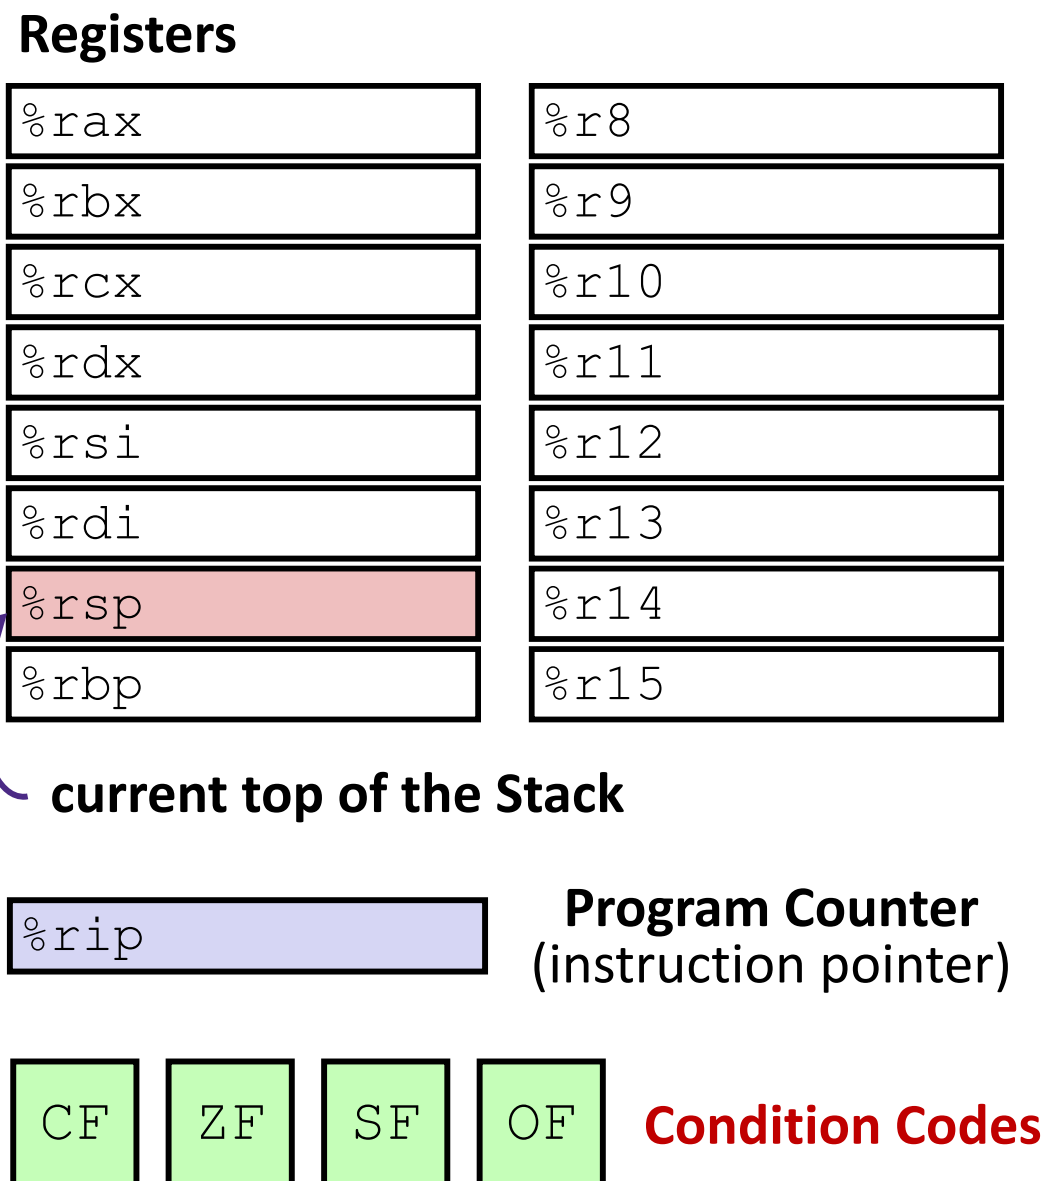 Registers
%rax
%rbx
%rcx
%rdx
%rsi
%rdi
%rsp
%rbp
%r8
%r9
%r10
%r11
%r12
%r13
%r14
%r15
current top of the Stack
%rip
Program Counter
(instruction pointer)
CF ZF SF OF Condition Codes